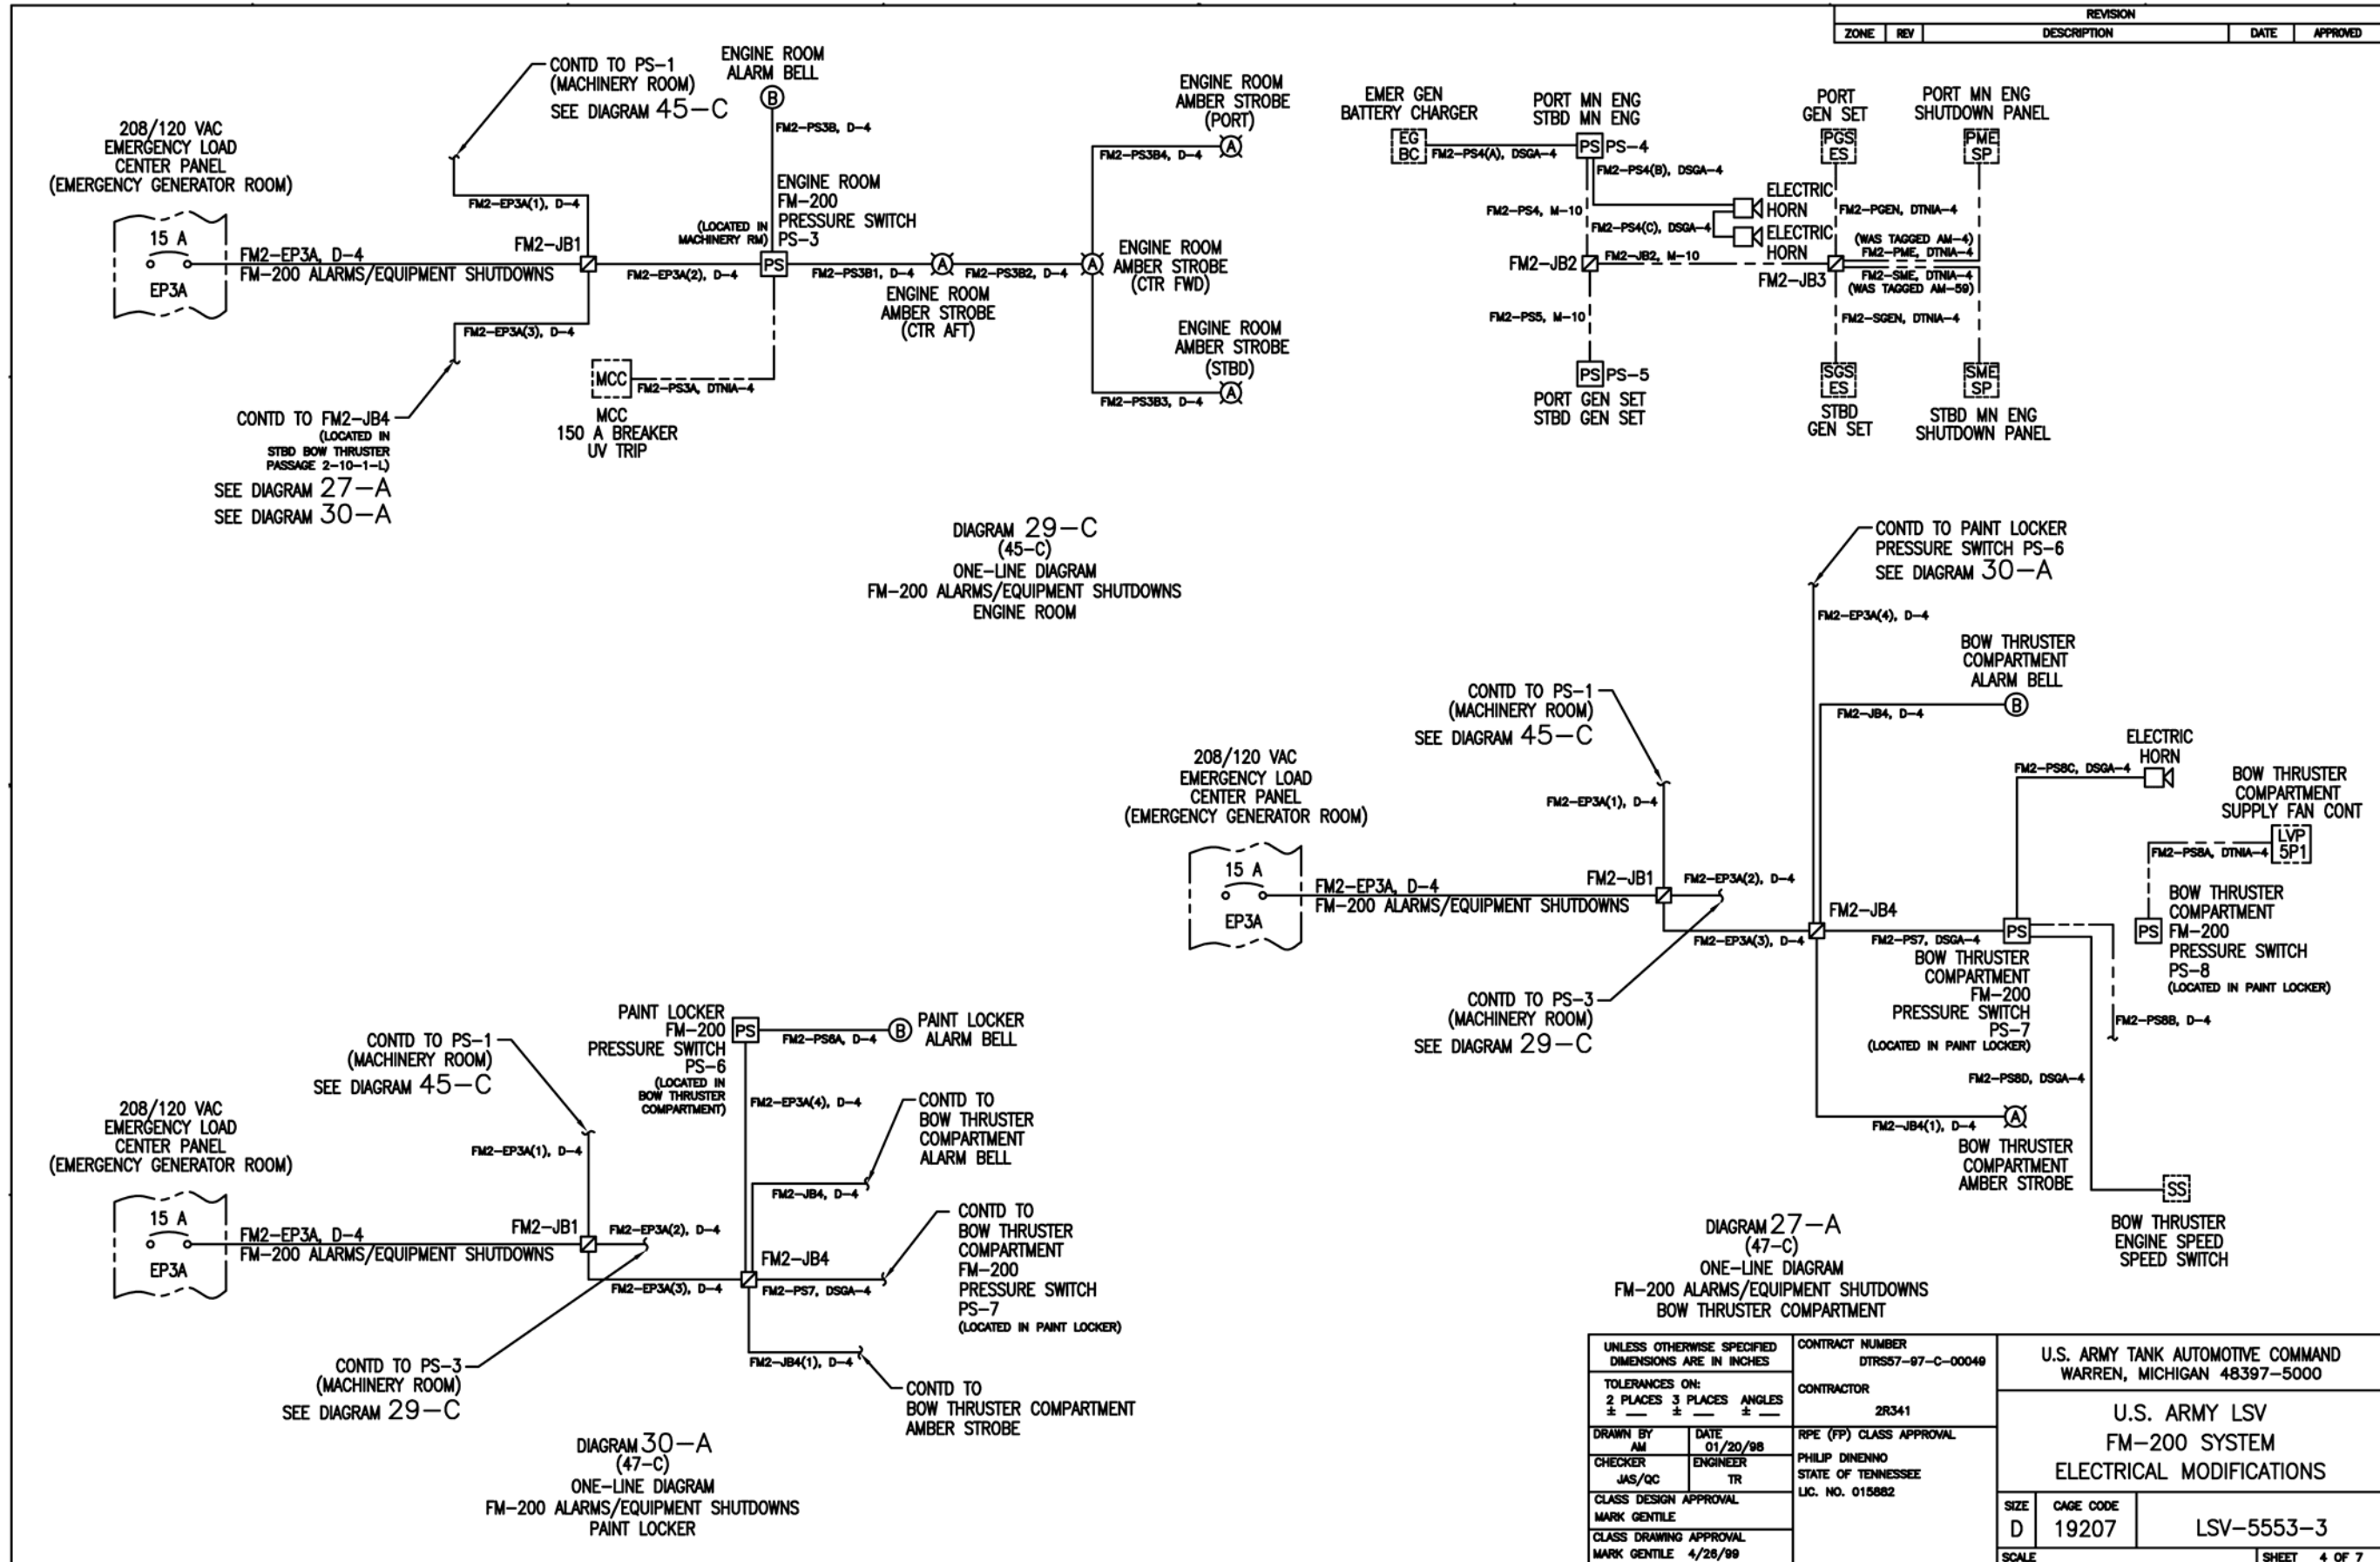 REVISION
ZONE REV DESCRIPTION DATE APPROVED
CONTD TO PS-1
(MACHINERY ROOM)
SEE DIAGRAM 45-C
ENGINE ROOM
ALARM BELL
B
FM2-PS3B, D-4
208/120 VAC
EMERGENCY LOAD
CENTER PANEL
(EMERGENCY GENERATOR ROOM)
15 A
EP3A
FM2-EP3A, D-4
FM-200 ALARMS/EQUIPMENT SHUTDOWNS
FM2-EP3A(1), D-4
FM2-JB1
FM2-EP3A(2), D-4
FM2-EP3A(3), D-4
(LOCATED IN
MACHINERY RM)
ENGINE ROOM
FM-200
PRESSURE SWITCH
PS-3
PS
FM2-PS3B1, D-4
A
FM2-PS3B2, D-4
ENGINE ROOM
AMBER STROBE
(CTR AFT)
ENGINE ROOM
AMBER STROBE
(PORT)
FM2-PS3B4, D-4
A
A
ENGINE ROOM
AMBER STROBE
(CTR FWD)
ENGINE ROOM
AMBER STROBE
(STBD)
FM2-PS3B3, D-4
A
MCC
FM2-PS3A, DTNIA-4
MCC
150 A BREAKER
UV TRIP
CONTD TO FM2-JB4
(LOCATED IN
STBD BOW THRUSTER
PASSAGE 2-10-1-L)
SEE DIAGRAM 27-A
SEE DIAGRAM 30-A
DIAGRAM 29-C
(45-C)
ONE-LINE DIAGRAM
FM-200 ALARMS/EQUIPMENT SHUTDOWNS
ENGINE ROOM
EMER GEN
BATTERY CHARGER
EG
BC
FM2-PS4(A), DSGA-4
PORT MN ENG
STBD MN ENG
PS PS-4
FM2-PS4(B), DSGA-4
FM2-PS4, M-10
FM2-PS4(C), DSGA-4
ELECTRIC
HORN
ELECTRIC
HORN
PORT
GEN SET
PGS
ES
FM2-PGEN, DTNIA-4
PORT MN ENG
SHUTDOWN PANEL
PME
SP
(WAS TAGGED AM-4)
FM2-PME, DTNIA-4
FM2-SME, DTNIA-4
(WAS TAGGED AM-59)
FM2-JB2
FM2-JB2, M-10
FM2-JB3
FM2-PS5, M-10
FM2-SGEN, DTNIA-4
PS PS-5
PORT GEN SET
STBD GEN SET
SGS
ES
STBD
GEN SET
SME
SP
STBD MN ENG
SHUTDOWN PANEL
CONTD TO PAINT LOCKER
PRESSURE SWITCH PS-6
SEE DIAGRAM 30-A
FM2-EP3A(4), D-4
BOW THRUSTER
COMPARTMENT
ALARM BELL
FM2-JB4, D-4
B
CONTD TO PS-1
(MACHINERY ROOM)
SEE DIAGRAM 45-C
208/120 VAC
EMERGENCY LOAD
CENTER PANEL
(EMERGENCY GENERATOR ROOM)
15 A
EP3A
FM2-EP3A, D-4
FM-200 ALARMS/EQUIPMENT SHUTDOWNS
FM2-EP3A(1), D-4
FM2-JB1
FM2-EP3A(2), D-4
FM2-EP3A(3), D-4
CONTD TO PS-3
(MACHINERY ROOM)
SEE DIAGRAM 29-C
FM2-JB4
FM2-PS7, DSGA-4
PS
BOW THRUSTER
COMPARTMENT
FM-200
PRESSURE SWITCH
PS-7
(LOCATED IN PAINT LOCKER)
ELECTRIC
HORN
FM2-PS8C, DSGA-4
BOW THRUSTER
COMPARTMENT
SUPPLY FAN CONT
LVP
5P1
FM2-PS8A, DTNIA-4
PS
BOW THRUSTER
COMPARTMENT
FM-200
PRESSURE SWITCH
PS-8
(LOCATED IN PAINT LOCKER)
FM2-PS8B, D-4
FM2-PS8D, DSGA-4
FM2-JB4(1), D-4
A
BOW THRUSTER
COMPARTMENT
AMBER STROBE
SS
BOW THRUSTER
ENGINE SPEED
SPEED SWITCH
DIAGRAM 27-A
(47-C)
ONE-LINE DIAGRAM
FM-200 ALARMS/EQUIPMENT SHUTDOWNS
BOW THRUSTER COMPARTMENT
PAINT LOCKER
FM-200
PRESSURE SWITCH
PS-6
(LOCATED IN
BOW THRUSTER
COMPARTMENT)
PS
FM2-PS6A, D-4
B
PAINT LOCKER
ALARM BELL
FM2-EP3A(4), D-4
CONTD TO PS-1
(MACHINERY ROOM)
SEE DIAGRAM 45-C
208/120 VAC
EMERGENCY LOAD
CENTER PANEL
(EMERGENCY GENERATOR ROOM)
15 A
EP3A
FM2-EP3A, D-4
FM-200 ALARMS/EQUIPMENT SHUTDOWNS
FM2-EP3A(1), D-4
FM2-JB1
FM2-EP3A(2), D-4
FM2-EP3A(3), D-4
CONTD TO PS-3
(MACHINERY ROOM)
SEE DIAGRAM 29-C
CONTD TO
BOW THRUSTER
COMPARTMENT
ALARM BELL
FM2-JB4, D-4
FM2-JB4
FM2-PS7, DSGA-4
CONTD TO
BOW THRUSTER
COMPARTMENT
FM-200
PRESSURE SWITCH
PS-7
(LOCATED IN PAINT LOCKER)
FM2-JB4(1), D-4
CONTD TO
BOW THRUSTER COMPARTMENT
AMBER STROBE
DIAGRAM 30-A
(47-C)
ONE-LINE DIAGRAM
FM-200 ALARMS/EQUIPMENT SHUTDOWNS
PAINT LOCKER
UNLESS OTHERWISE SPECIFIED
DIMENSIONS ARE IN INCHES
TOLERANCES ON:
2 PLACES 3 PLACES ANGLES
± __ ± __ ± __
DRAWN BY
AM
DATE
01/20/98
CHECKER
JAS/QC
ENGINEER
TR
CLASS DESIGN APPROVAL
MARK GENTILE
CLASS DRAWING APPROVAL
MARK GENTILE 4/26/99
CONTRACT NUMBER
DTRS57-97-C-00049
CONTRACTOR
2R341
RPE (FP) CLASS APPROVAL
PHILIP DINENNO
STATE OF TENNESSEE
LIC. NO. 015882
U.S. ARMY TANK AUTOMOTIVE COMMAND
WARREN, MICHIGAN 48397-5000
U.S. ARMY LSV
FM-200 SYSTEM
ELECTRICAL MODIFICATIONS
SIZE
D
CAGE CODE
19207
LSV-5553-3
SCALE
SHEET 4 OF 7